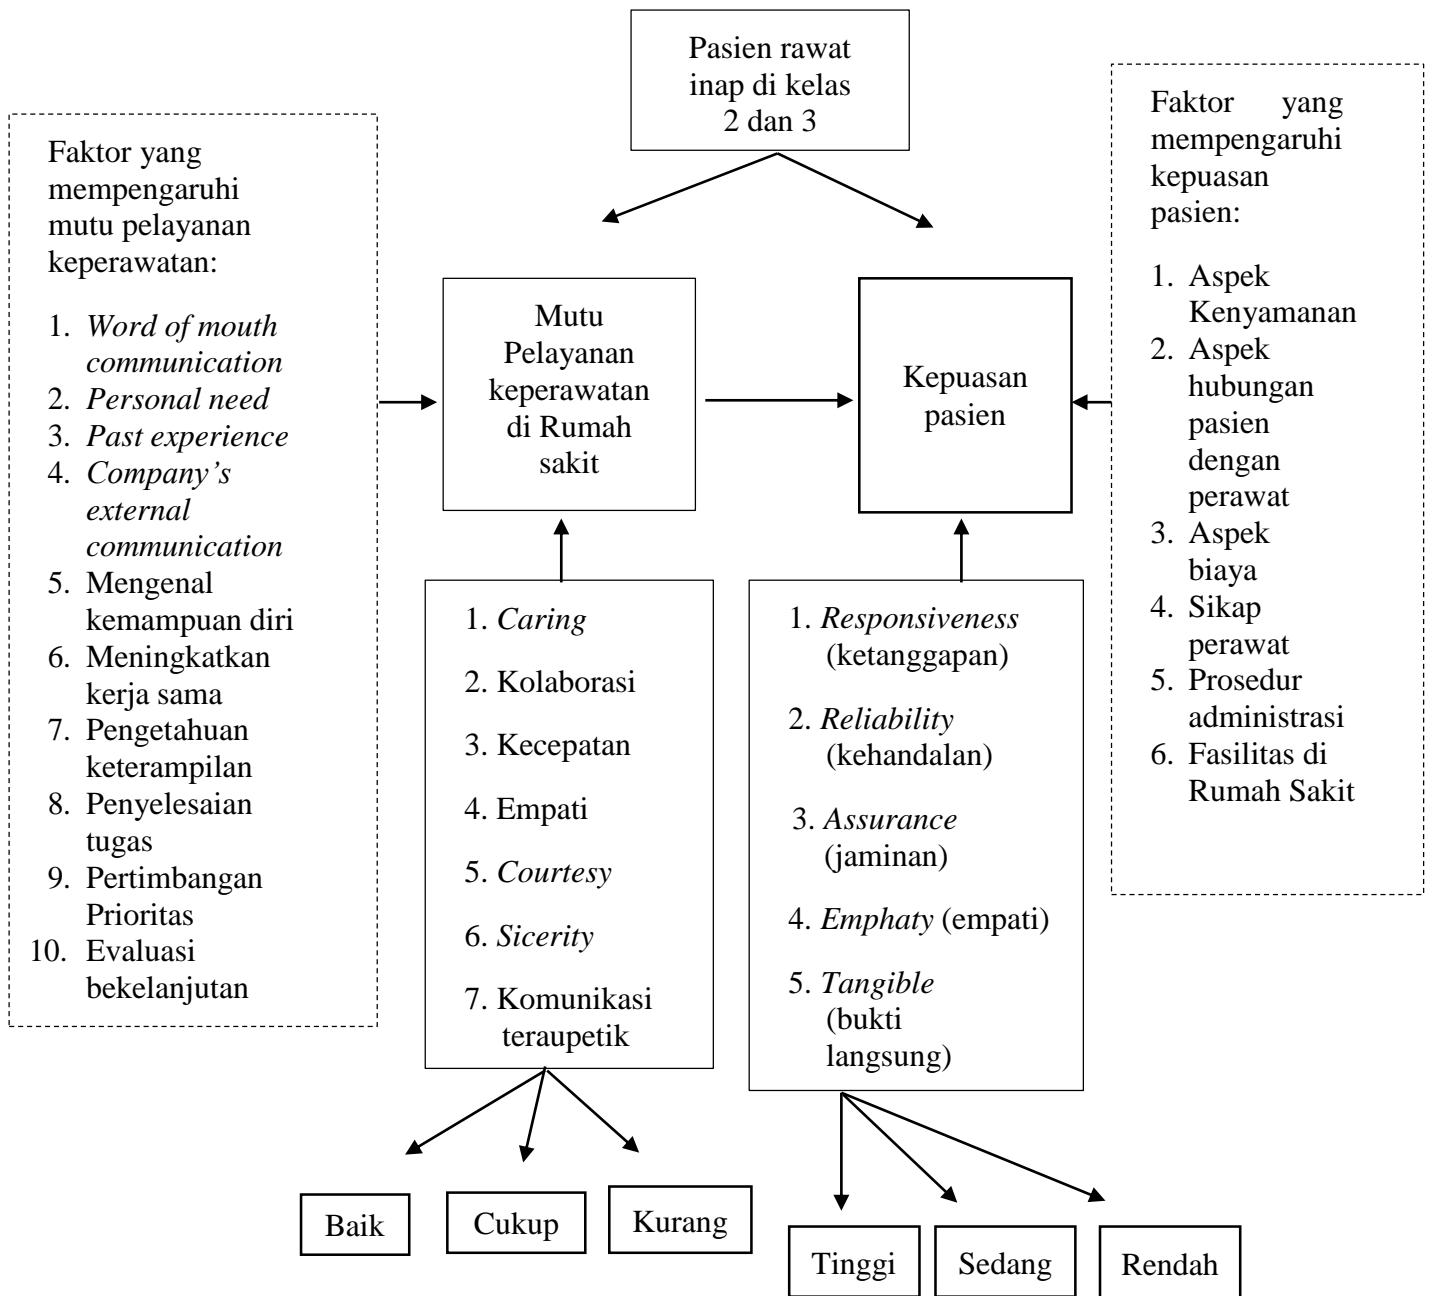 Pasien rawat
inap di kelas
2 dan 3
Faktor yang
mempengaruhi
mutu pelayanan
keperawatan:
1. Word of mouth
communication
2. Personal need
3. Past experience
4. Company’s
external
communication
5. Mengenal
kemampuan diri
6. Meningkatkan
kerja sama
7. Pengetahuan
keterampilan
8. Penyelesaian
tugas
9. Pertimbangan
Prioritas
10. Evaluasi
bekelanjutan
Mutu
Pelayanan
keperawatan
di Rumah
sakit
Kepuasan
pasien
Faktor yang
mempengaruhi
kepuasan
pasien:
1. Aspek
Kenyamanan
2. Aspek
hubungan
pasien
dengan
perawat
3. Aspek
biaya
4. Sikap
perawat
5. Prosedur
administrasi
6. Fasilitas di
Rumah Sakit
1. Caring
2. Kolaborasi
3. Kecepatan
4. Empati
5. Courtesy
6. Sicerity
7. Komunikasi
teraupetik
1. Responsiveness
(ketanggapan)
2. Reliability
(kehandalan)
3. Assurance
(jaminan)
4. Emphaty (empati)
5. Tangible
(bukti
langsung)
Baik
Cukup
Kurang
Tinggi
Sedang
Rendah